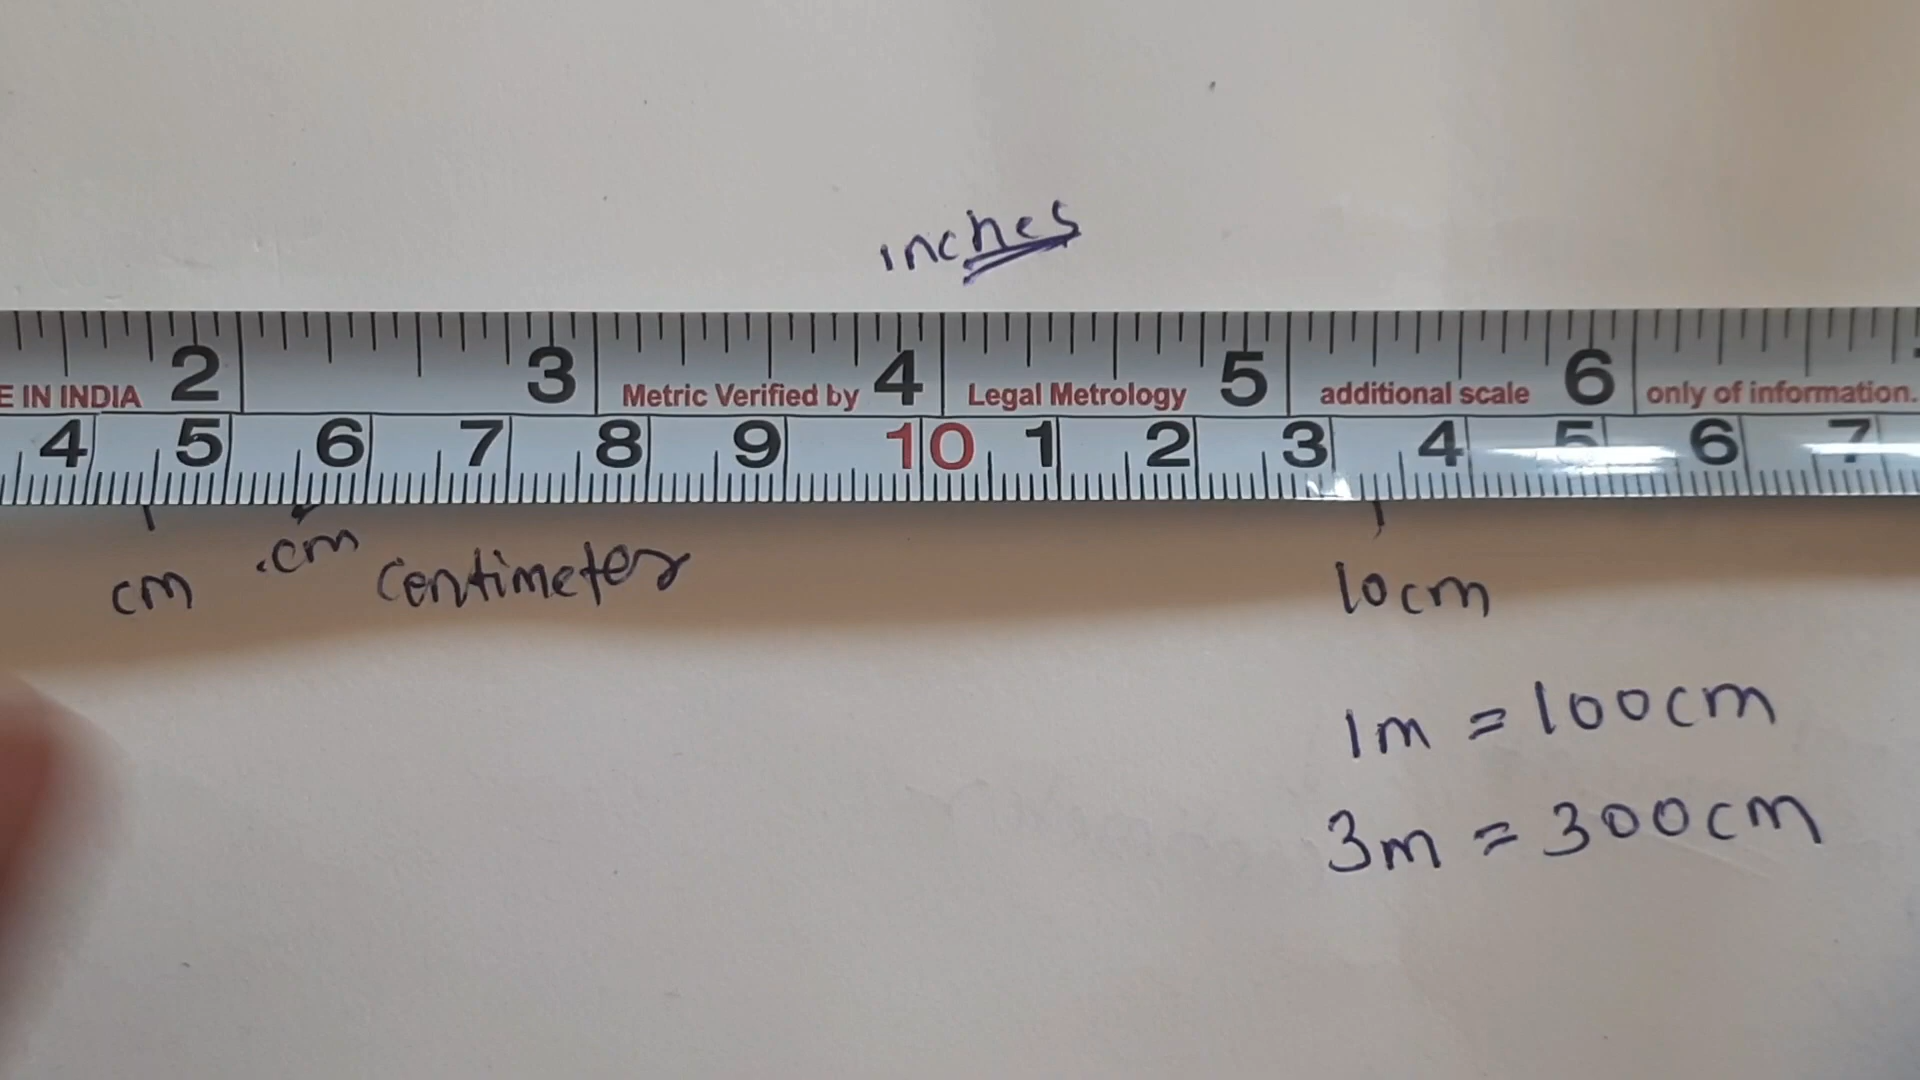 inches
2 3 4 5 6
E IN INDIA Metric Verified by Legal Metrology additional scale only of information.
4 5 6 7 8 9 10 1 2 3 4 5 6 7
cm .cm centimeter 10cm
1m = 100cm
3m = 300cm